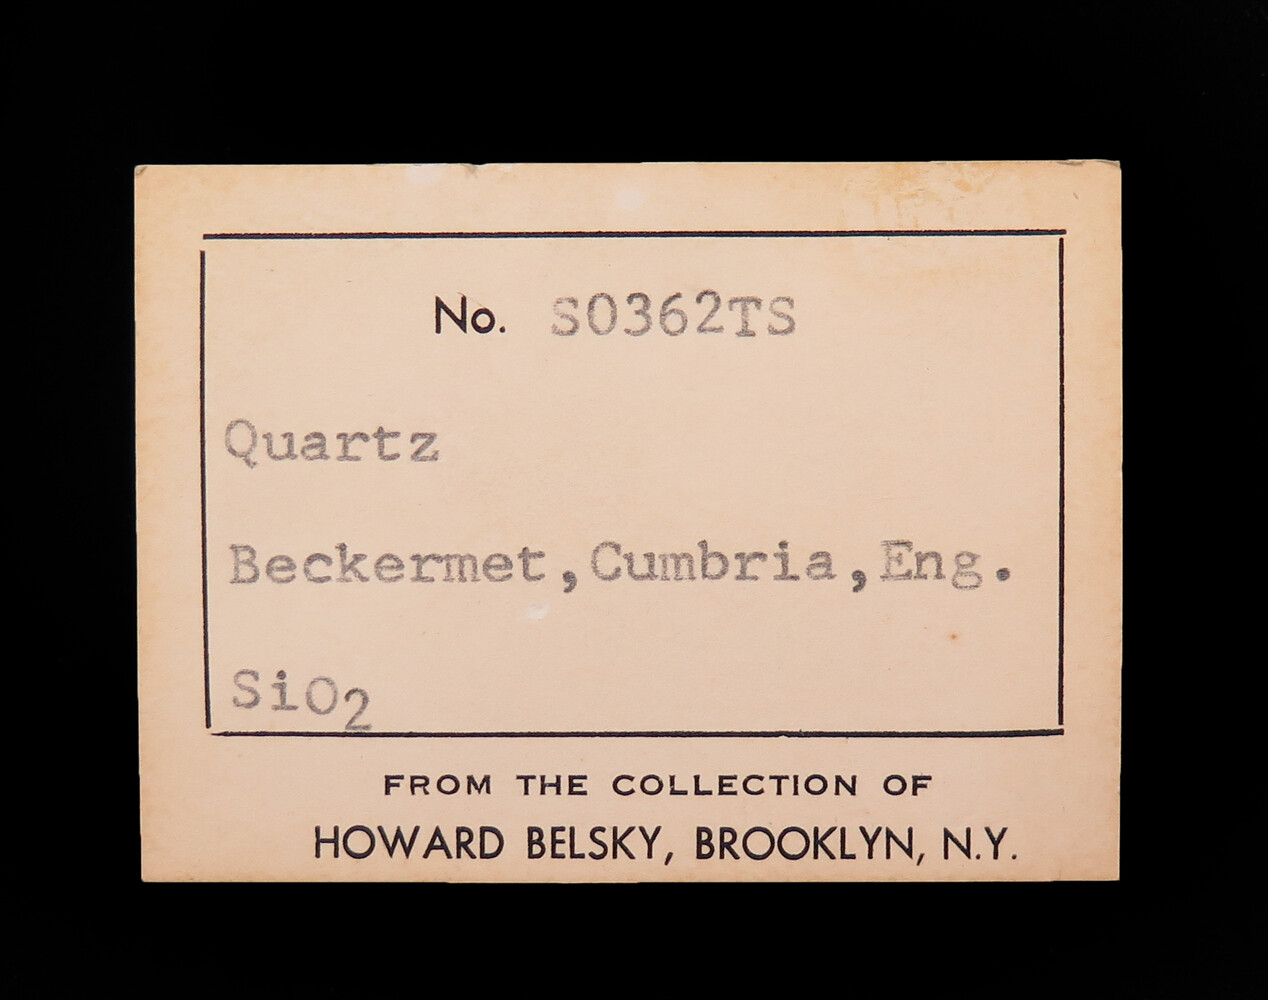 No. S0362TS
Quartz
Beckermet,Cumbria,Eng.
SiO2
FROM THE COLLECTION OF
HOWARD BELSKY, BROOKLYN, N.Y.